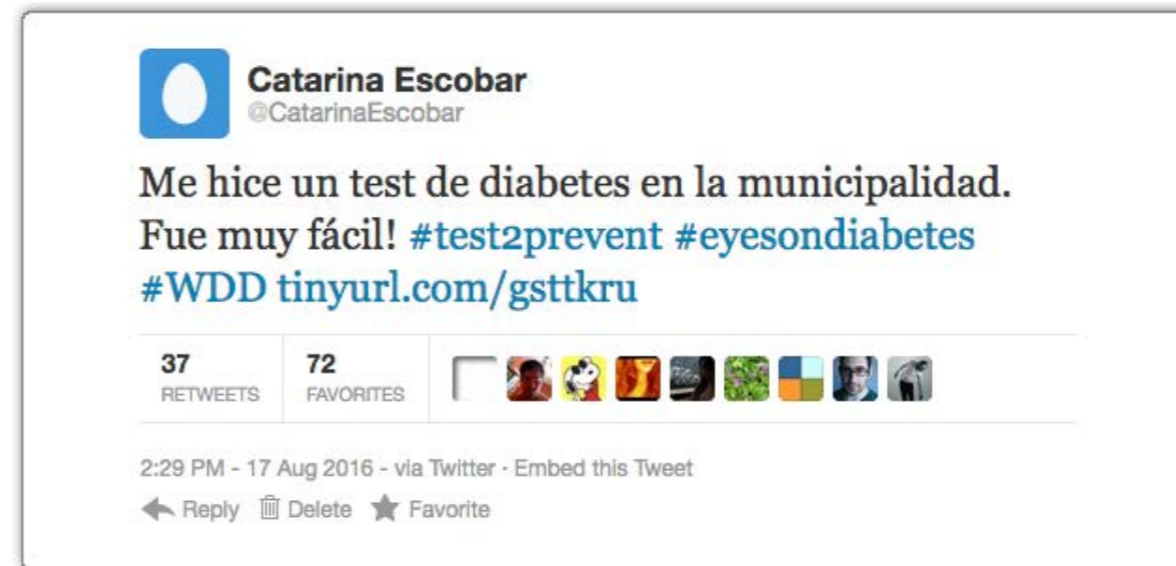 Catarina Escobar
@CatarinaEscobar
Me hice un test de diabetes en la municipalidad.
Fue muy fácil! #test2prevent #eyesondiabetes
#WDD tinyurl.com/gsttkru
37 72
RETWEETS FAVORITES
2:29 PM - 17 Aug 2016 - via Twitter · Embed this Tweet
Reply Delete Favorite